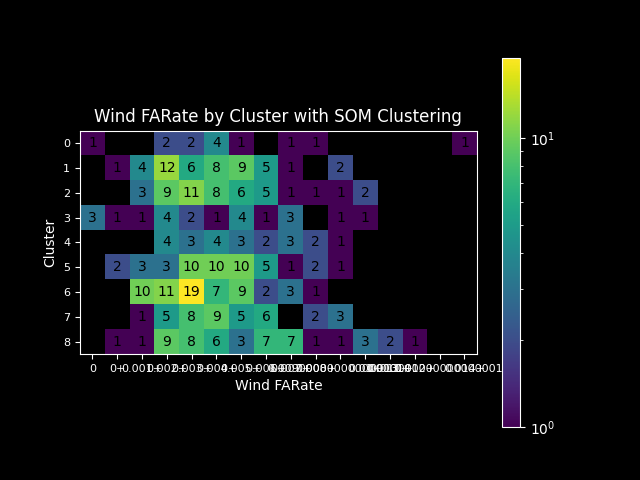 Wind FARate by Cluster with SOM Clustering
0 1 2 2 4 1 1 1 1
1 1 4 12 6 8 9 5 1 2
2 3 9 11 8 6 5 1 1 1 2
3 3 1 1 4 2 1 4 1 3 1 1
4 4 3 4 3 2 3 2 1
5 2 3 3 10 10 10 5 1 2 1
6 10 11 19 7 9 2 3 1
7 1 5 8 9 5 6 2 3
8 1 1 9 8 6 3 7 7 1 1 3 2 1
0 0+
Wind FARate
Cluster
10¹
10⁰